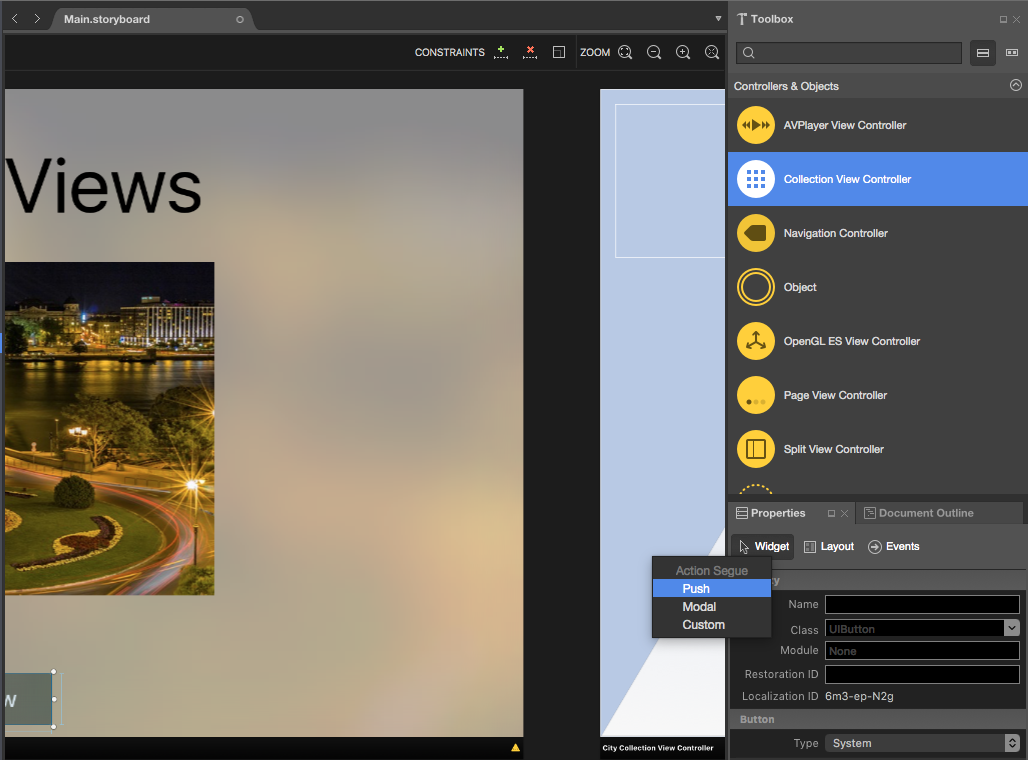 Main.storyboard
CONSTRAINTS
ZOOM
Views
W
City Collection View Controller
Toolbox
Controllers & Objects
AVPlayer View Controller
Collection View Controller
Navigation Controller
Object
OpenGL ES View Controller
Page View Controller
Split View Controller
Properties
Document Outline
Widget
Layout
Events
Action Segue
Push
Modal
Custom
y
Name
Class UIButton
Module None
Restoration ID
Localization ID 6m3-ep-N2g
Button
Type System